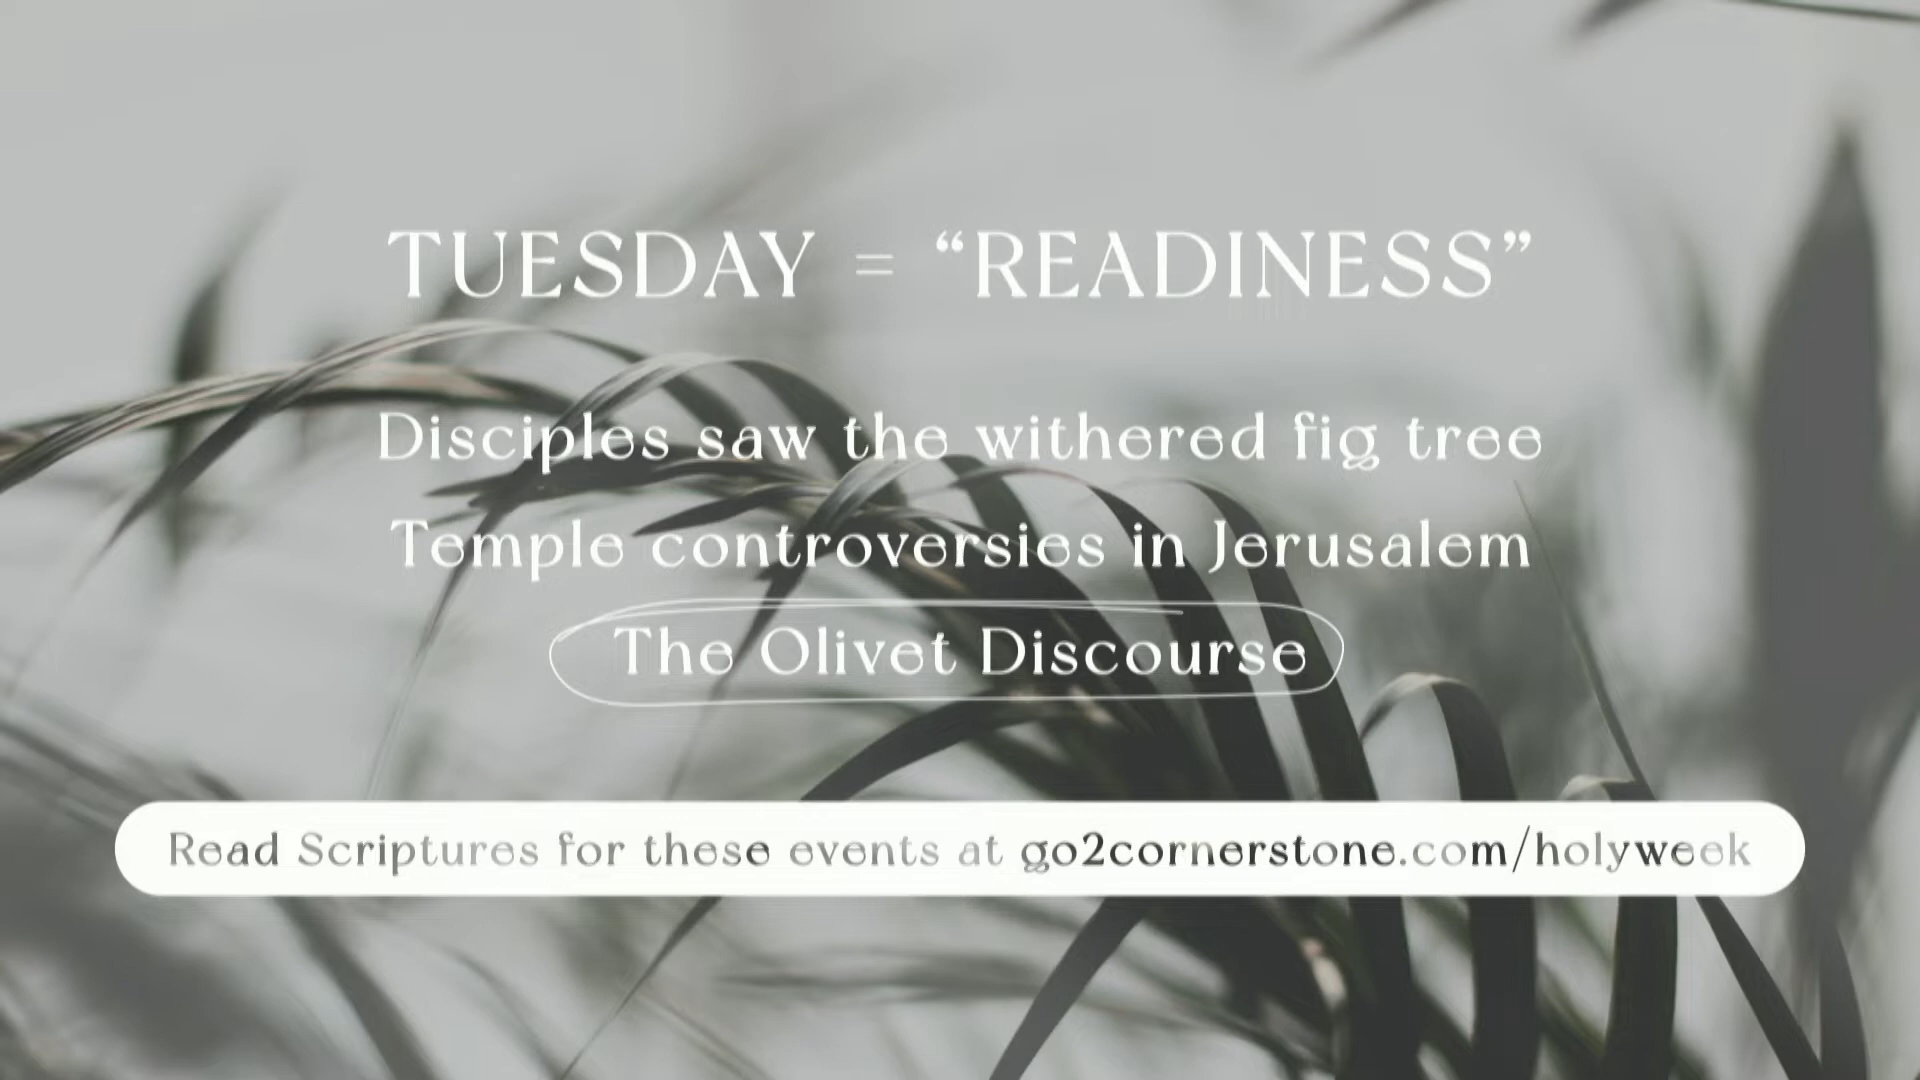 TUESDAY = “READINESS”
Disciples saw the withered fig tree
Temple controversies in Jerusalem
The Olivet Discourse
Read Scriptures for these events at go2cornerstone.com/holyweek